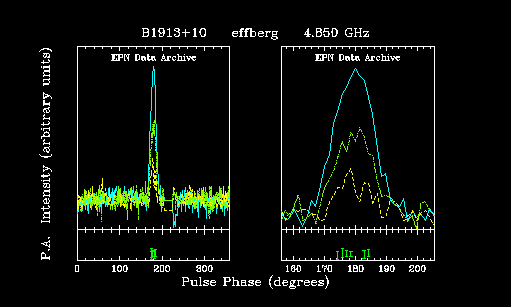 B1913+10 effberg 4.850 GHz
EPN Data Archive EPN Data Archive
P.A. Intensity (arbitrary units)
0 100 200 300 160 170 180 190 200
Pulse Phase (degrees)